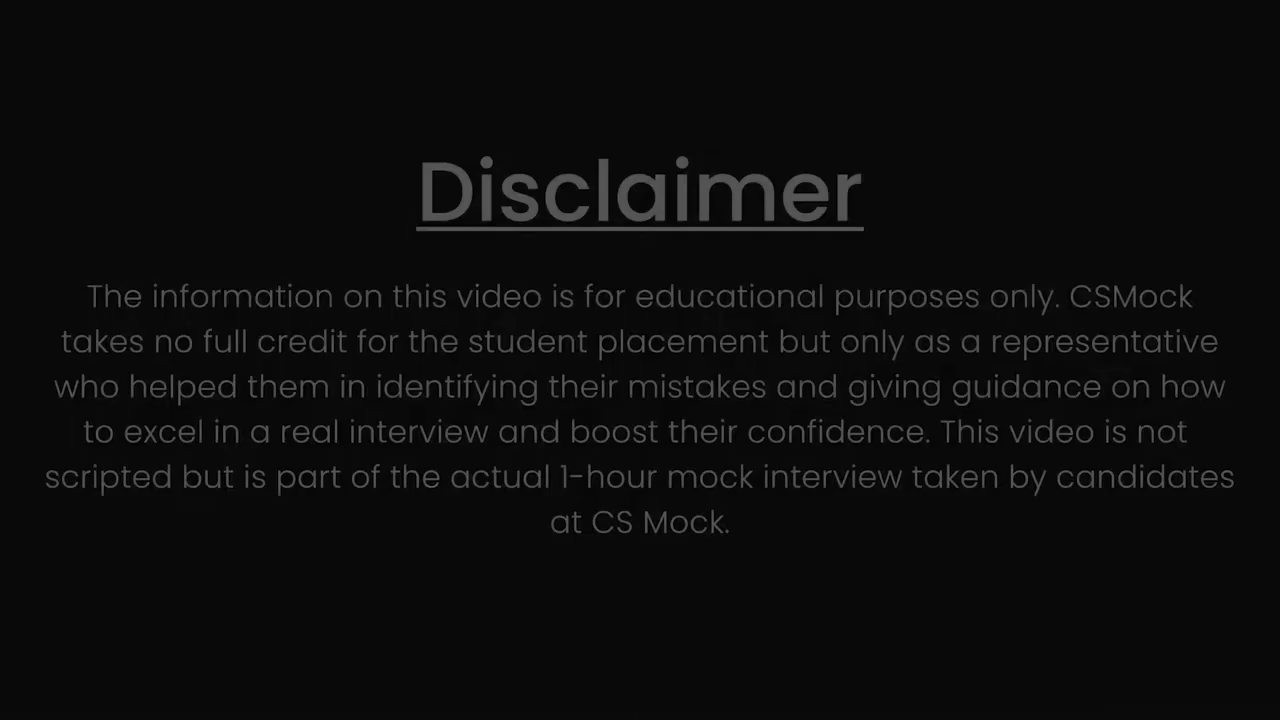 Disclaimer
The information on this video is for educational purposes only. CSMock
takes no full credit for the student placement but only as a representative
who helped them in identifying their mistakes and giving guidance on how
to excel in a real interview and boost their confidence. This video is not
scripted but is part of the actual 1-hour mock interview taken by candidates
at CS Mock.